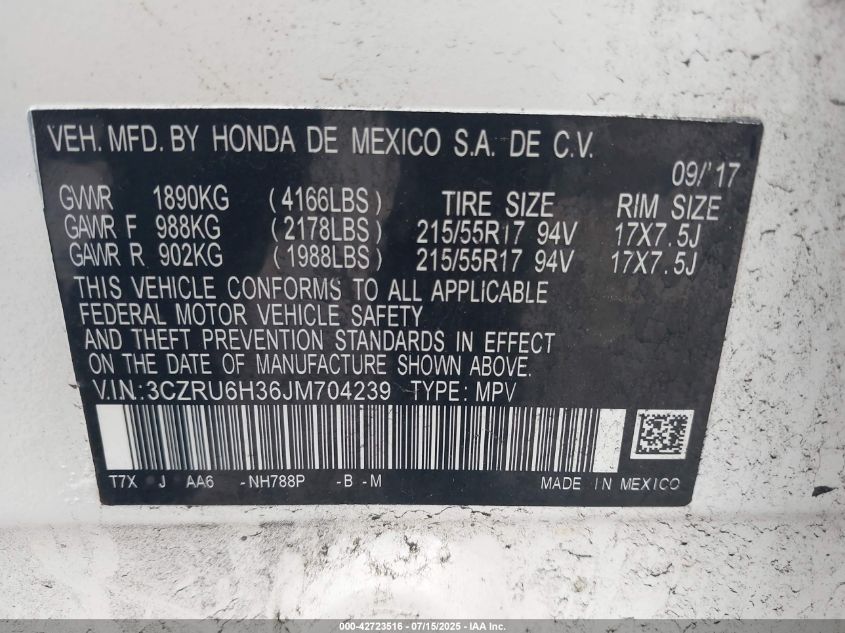 VEH. MFD. BY HONDA DE MEXICO S.A. DE C.V.
09/'17
GVWR 1890KG (4166LBS) TIRE SIZE RIM SIZE
GAWR F 988KG (2178LBS) 215/55R17 94V 17X7.5J
GAWR R 902KG (1988LBS) 215/55R17 94V 17X7.5J
THIS VEHICLE CONFORMS TO ALL APPLICABLE
FEDERAL MOTOR VEHICLE SAFETY
AND THEFT PREVENTION STANDARDS IN EFFECT
ON THE DATE OF MANUFACTURE SHOWN ABOVE.
V.I.N.:3CZRU6H36JM704239 TYPE: MPV
T7X J AA6 -NH788P -B -M MADE IN MEXICO
000-42723516 - 07/15/2025 - IAA Inc.